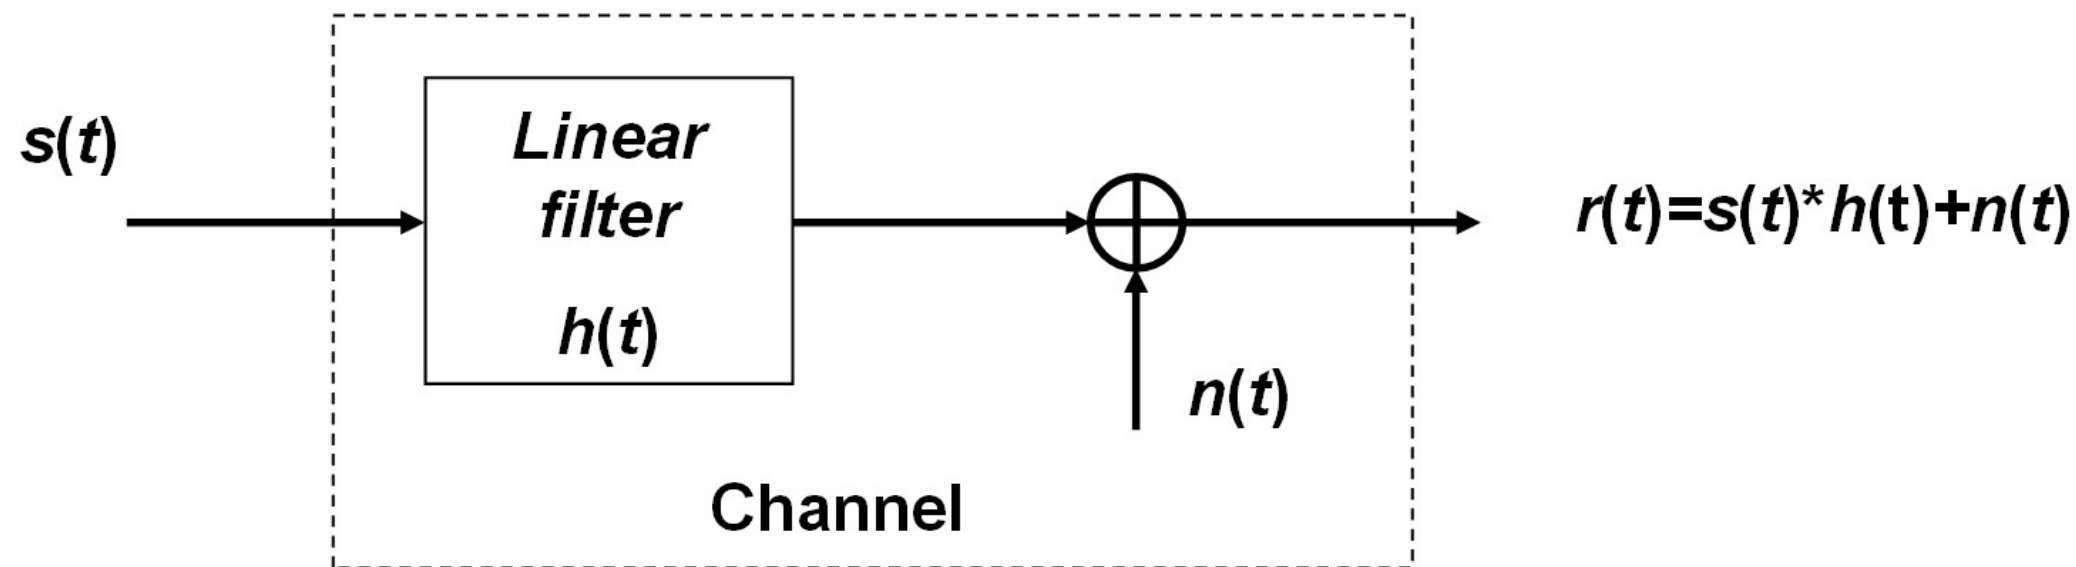 s(t)
Linear
filter
h(t)
r(t)=s(t)*h(t)+n(t)
n(t)
Channel